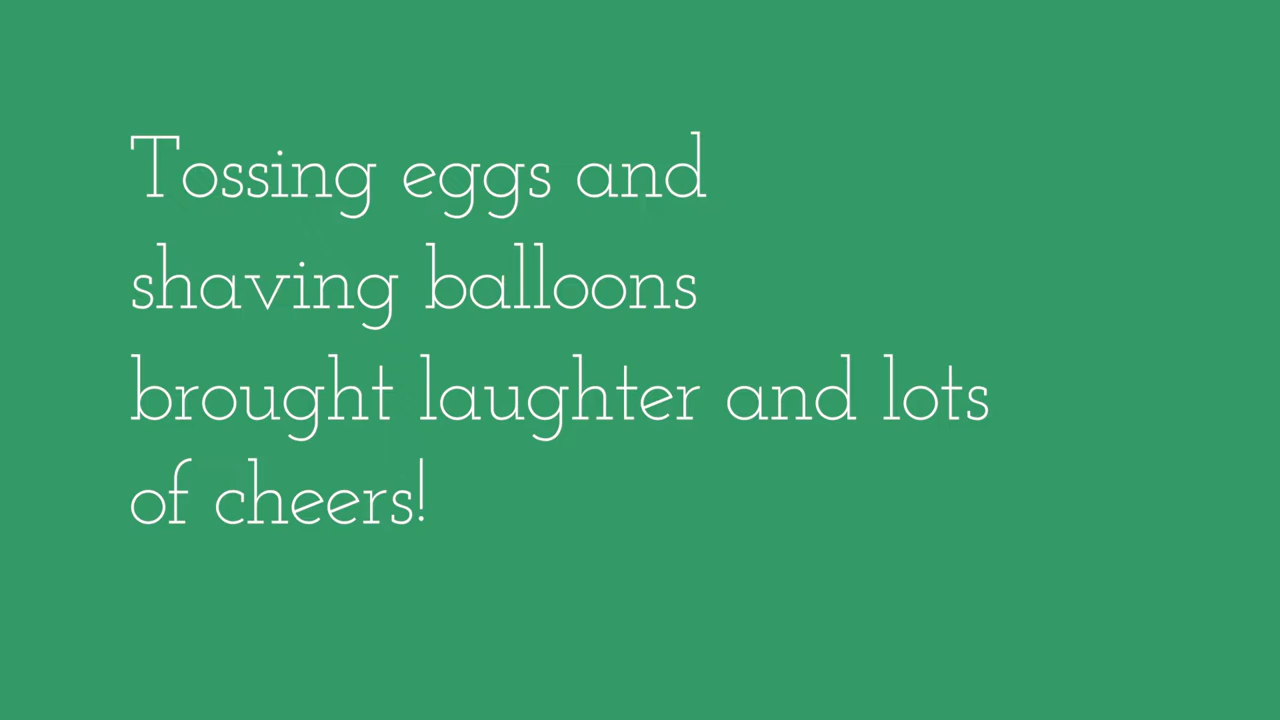 Tossing eggs and
shaving balloons
brought laughter and lots
of cheers!